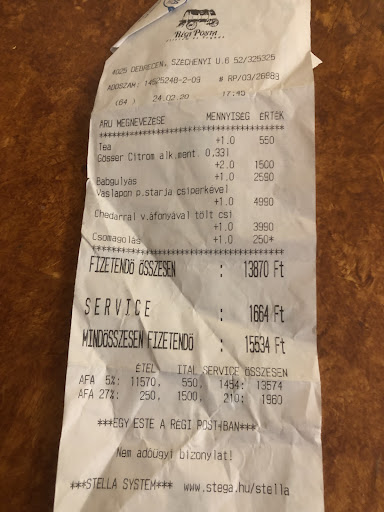 Régi Posta
4025 DEBRECEN, SZÉCHENYI U.6 52/325325
ADÓSZÁM: 14525248-2-09 # RP/03/26889
(64) 24.02.20 17:45
ÁRU MEGNEVEZÉSE MENNYISÉG ÉRTÉK
Tea
+1.0 550
Gösser Citrom alk.ment. 0,33l
+2.0 1500
Babgulyás
+1.0 2590
Vaslapon p.tarja csiperkével
+1.0 4990
Chedarral v.áfonyával tölt csi
+1.0 3990
Csomagolás +1.0 250*
FIZETENDŐ ÖSSZESEN : 13870 Ft
SERVICE : 1664 Ft
MINDÖSSZESEN FIZETENDŐ : 15534 Ft
ÉTEL ITAL SERVICE ÖSSZESEN
ÁFA 5%: 11570, 550, 1454: 13574
ÁFA 27%: 250, 1500, 210: 1960
***EGY ESTE A RÉGI POSTÁBAN***
Nem adóügyi bizonylat!
***STELLA SYSTEM*** www.stega.hu/stella